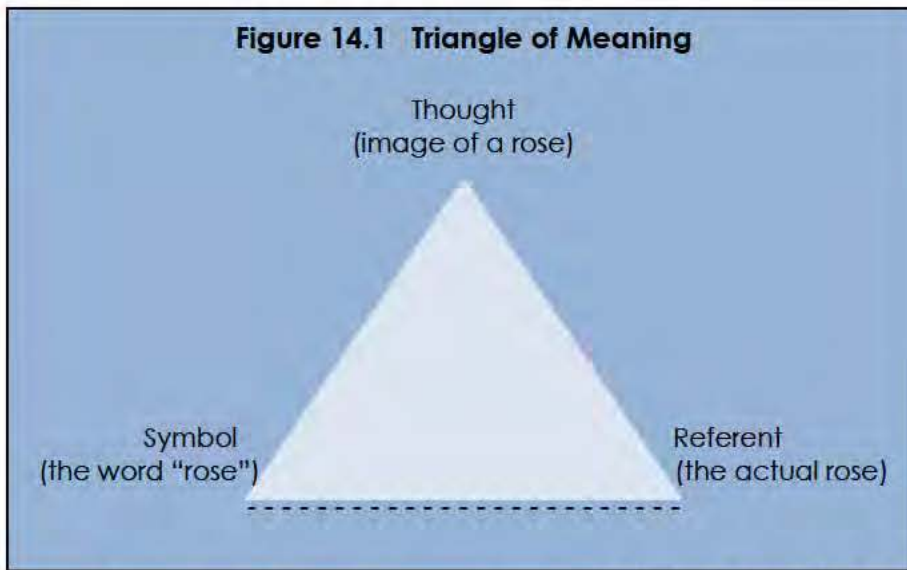 Figure 14.1 Triangle of Meaning
Thought
(image of a rose)
Symbol
(the word “rose”)
Referent
(the actual rose)